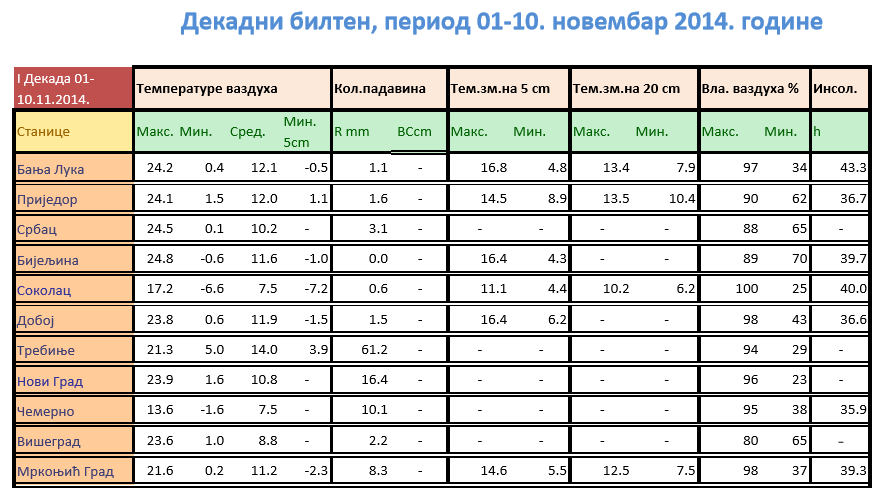 Декадни билтен, период 01-10. новембар 2014. године
I Декада 01-10.11.2014. Температуре ваздуха Кол.падавина Тем.зм.на 5 cm Тем.зм.на 20 cm Вла. ваздуха % Инсол.
Станице Макс. Мин. Сред. Мин. 5cm R mm ВСcm Макс. Мин. Макс. Мин. Макс. Мин. h
Бања Лука 24.2 0.4 12.1 -0.5 1.1 - 16.8 4.8 13.4 7.9 97 34 43.3
Приједор 24.1 1.5 12.0 1.1 1.6 - 14.5 8.9 13.5 10.4 90 62 36.7
Србац 24.5 0.1 10.2 - 3.1 - - - - - 88 65 -
Бијељина 24.8 -0.6 11.6 -1.0 0.0 - 16.4 4.3 - - 89 70 39.7
Соколац 17.2 -6.6 7.5 -7.2 0.6 - 11.1 4.4 10.2 6.2 100 25 40.0
Добој 23.8 0.6 11.9 -1.5 1.5 - 16.4 6.2 - - 98 43 36.6
Требиње 21.3 5.0 14.0 3.9 61.2 - - - - - 94 29 -
Нови Град 23.9 1.6 10.8 - 16.4 - - - - - 96 23 -
Чемерно 13.6 -1.6 7.5 - 10.1 - - - - - 95 38 35.9
Вишеград 23.6 1.0 8.8 - 2.2 - - - - - 80 65 -
Мркоњић Град 21.6 0.2 11.2 -2.3 8.3 - 14.6 5.5 12.5 7.5 98 37 39.3